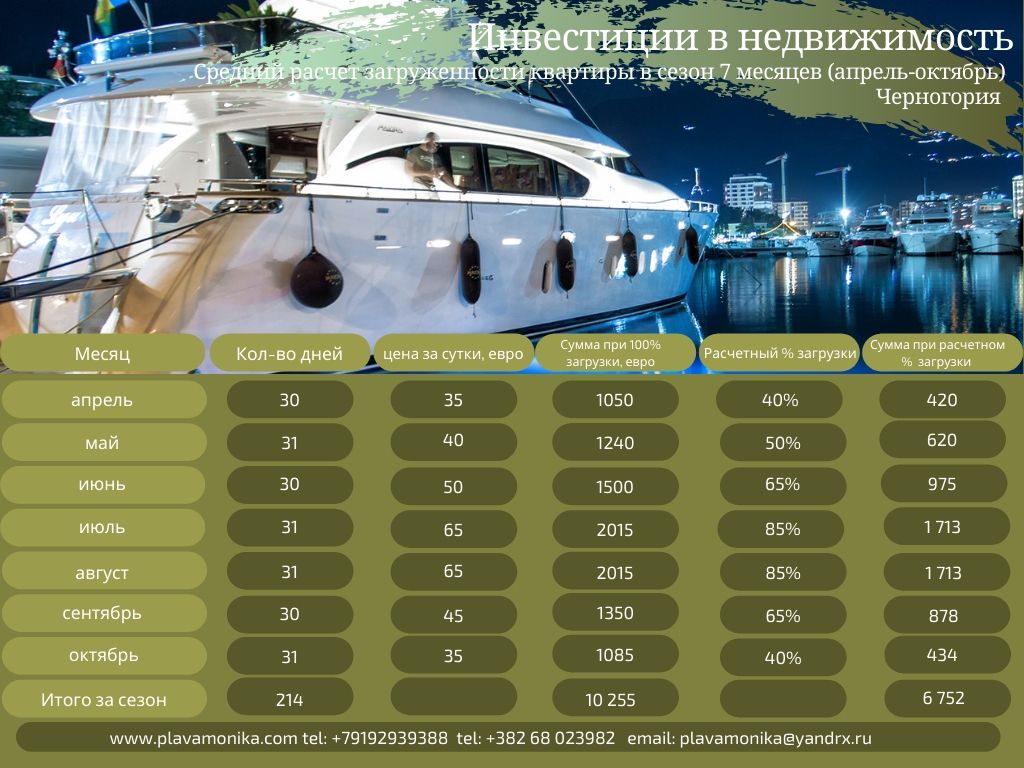 Инвестиции в недвижимость
Средний расчет загруженности квартиры в сезон 7 месяцев (апрель-октябрь)
Черногория
Месяц Кол-во дней цена за сутки, евро Сумма при 100% загрузки, евро Расчетный % загрузки Сумма при расчетном % загрузки
апрель 30 35 1050 40% 420
май 31 40 1240 50% 620
июнь 30 50 1500 65% 975
июль 31 65 2015 85% 1 713
август 31 65 2015 85% 1 713
сентябрь 30 45 1350 65% 878
октябрь 31 35 1085 40% 434
Итого за сезон 214 10 255 6 752
www.plavamonika.com tel: +79192939388 tel: +382 68 023982 email: plavamonika@yandrx.ru